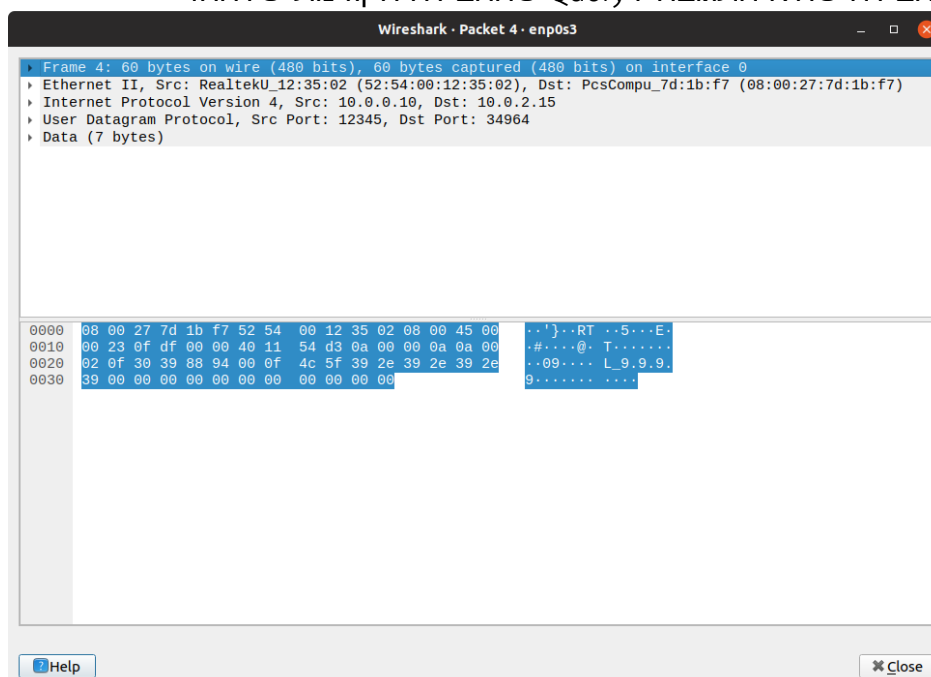 Query
Wireshark · Packet 4 · enp0s3
Frame 4: 60 bytes on wire (480 bits), 60 bytes captured (480 bits) on interface 0
Ethernet II, Src: RealtekU_12:35:02 (52:54:00:12:35:02), Dst: PcsCompu_7d:1b:f7 (08:00:27:7d:1b:f7)
Internet Protocol Version 4, Src: 10.0.0.10, Dst: 10.0.2.15
User Datagram Protocol, Src Port: 12345, Dst Port: 34964
Data (7 bytes)
0000 08 00 27 7d 1b f7 52 54 00 12 35 02 08 00 45 00 ··'}··RT ··5···E·
0010 00 23 0f df 00 00 40 11 54 d3 0a 00 00 0a 0a 00 ·#····@· T·······
0020 02 0f 30 39 88 94 00 0f 4c 5f 39 2e 39 2e 39 2e ··09···· L_9.9.9.
0030 39 00 00 00 00 00 00 00 00 00 00 00 9······· ····
Help
Close